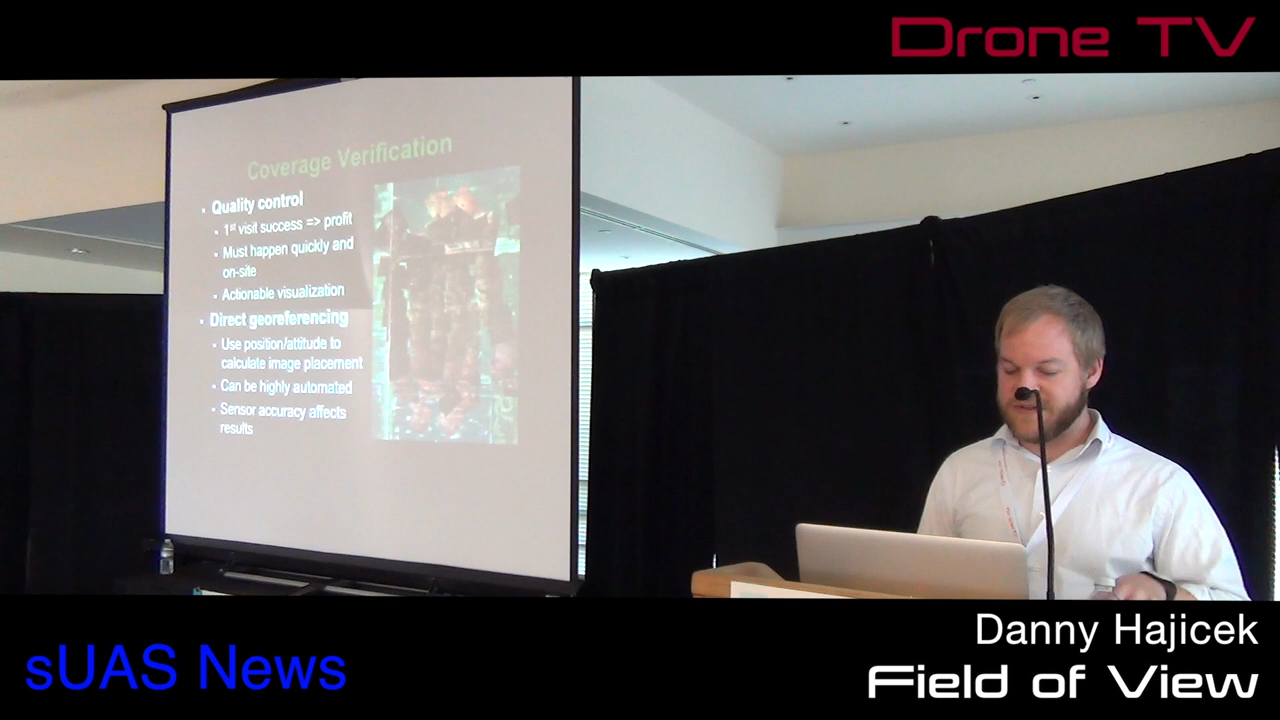 Drone TV
Coverage Verification
▪ Quality control
▪ 1st visit success => profit
▪ Must happen quickly and
on-site
▪ Actionable visualization
▪ Direct georeferencing
▪ Use position/attitude to
calculate image placement
▪ Can be highly automated
▪ Sensor accuracy affects
results
Danny Hajicek
sUAS News
Field of View